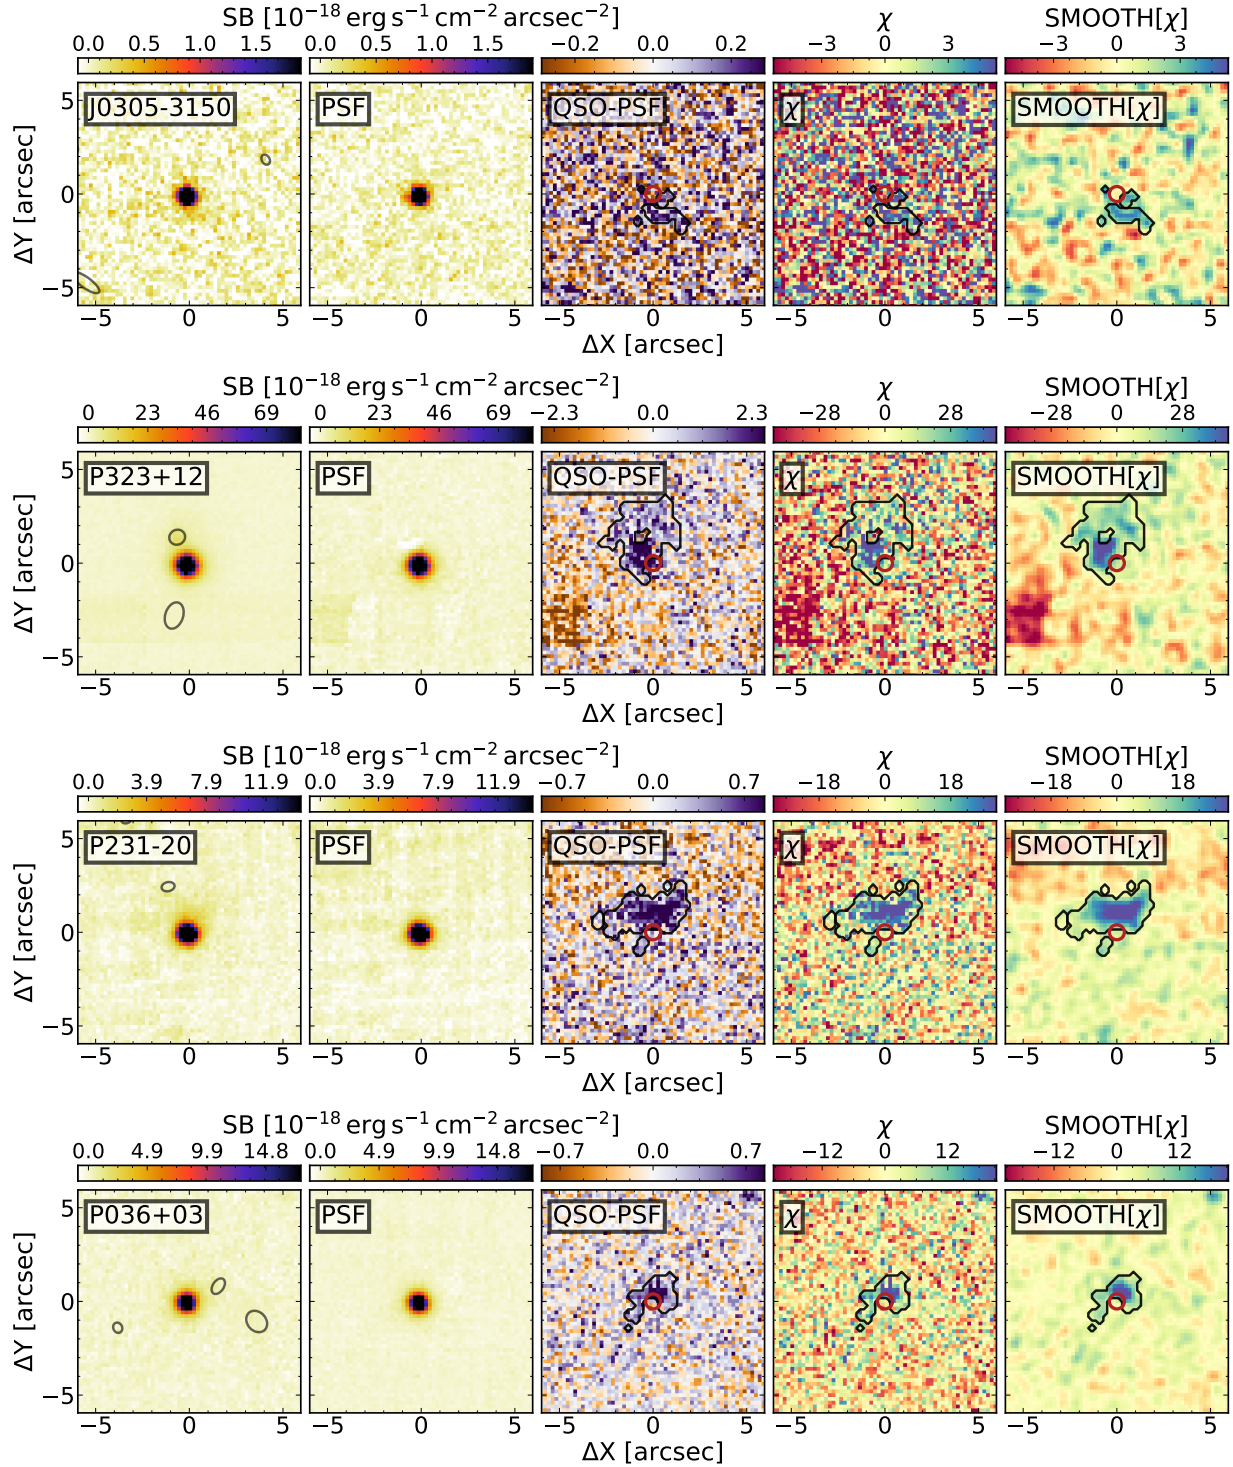 SB [10⁻¹⁸ erg s⁻¹ cm⁻² arcsec⁻²] χ SMOOTH[χ]
0.0 0.5 1.0 1.5 0.0 0.5 1.0 1.5 −0.2 0.0 0.2 −3 0 3 −3 0 3
J0305-3150 PSF QSO-PSF χ SMOOTH[χ]
5
0
−5
ΔY [arcsec]
−5 0 5 −5 0 5 −5 0 5 −5 0 5 −5 0 5
ΔX [arcsec]
SB [10⁻¹⁸ erg s⁻¹ cm⁻² arcsec⁻²] χ SMOOTH[χ]
0 23 46 69 0 23 46 69 −2.3 0.0 2.3 −28 0 28 −28 0 28
P323+12 PSF QSO-PSF χ SMOOTH[χ]
5
0
−5
ΔY [arcsec]
−5 0 5 −5 0 5 −5 0 5 −5 0 5 −5 0 5
ΔX [arcsec]
SB [10⁻¹⁸ erg s⁻¹ cm⁻² arcsec⁻²] χ SMOOTH[χ]
0.0 3.9 7.9 11.9 0.0 3.9 7.9 11.9 −0.7 0.0 0.7 −18 0 18 −18 0 18
P231-20 PSF QSO-PSF χ SMOOTH[χ]
5
0
−5
ΔY [arcsec]
−5 0 5 −5 0 5 −5 0 5 −5 0 5 −5 0 5
ΔX [arcsec]
SB [10⁻¹⁸ erg s⁻¹ cm⁻² arcsec⁻²] χ SMOOTH[χ]
0.0 4.9 9.9 14.8 0.0 4.9 9.9 14.8 −0.7 0.0 0.7 −12 0 12 −12 0 12
P036+03 PSF QSO-PSF χ SMOOTH[χ]
5
0
−5
ΔY [arcsec]
−5 0 5 −5 0 5 −5 0 5 −5 0 5 −5 0 5
ΔX [arcsec]